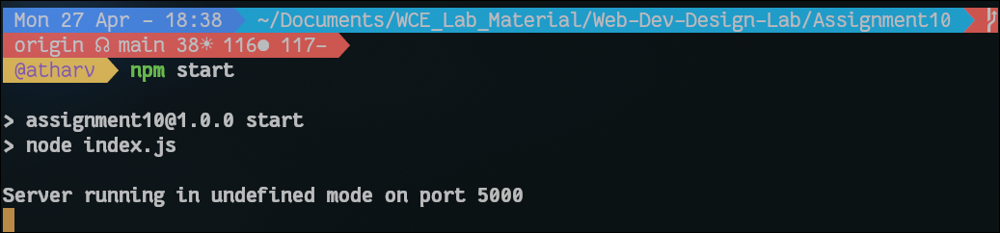 Mon 27 Apr - 18:38 ~/Documents/WCE_Lab_Material/Web-Dev-Design-Lab/Assignment10
origin ☊ main 38☀ 116● 117-
@atharv npm start
> assignment10@1.0.0 start
> node index.js
Server running in undefined mode on port 5000